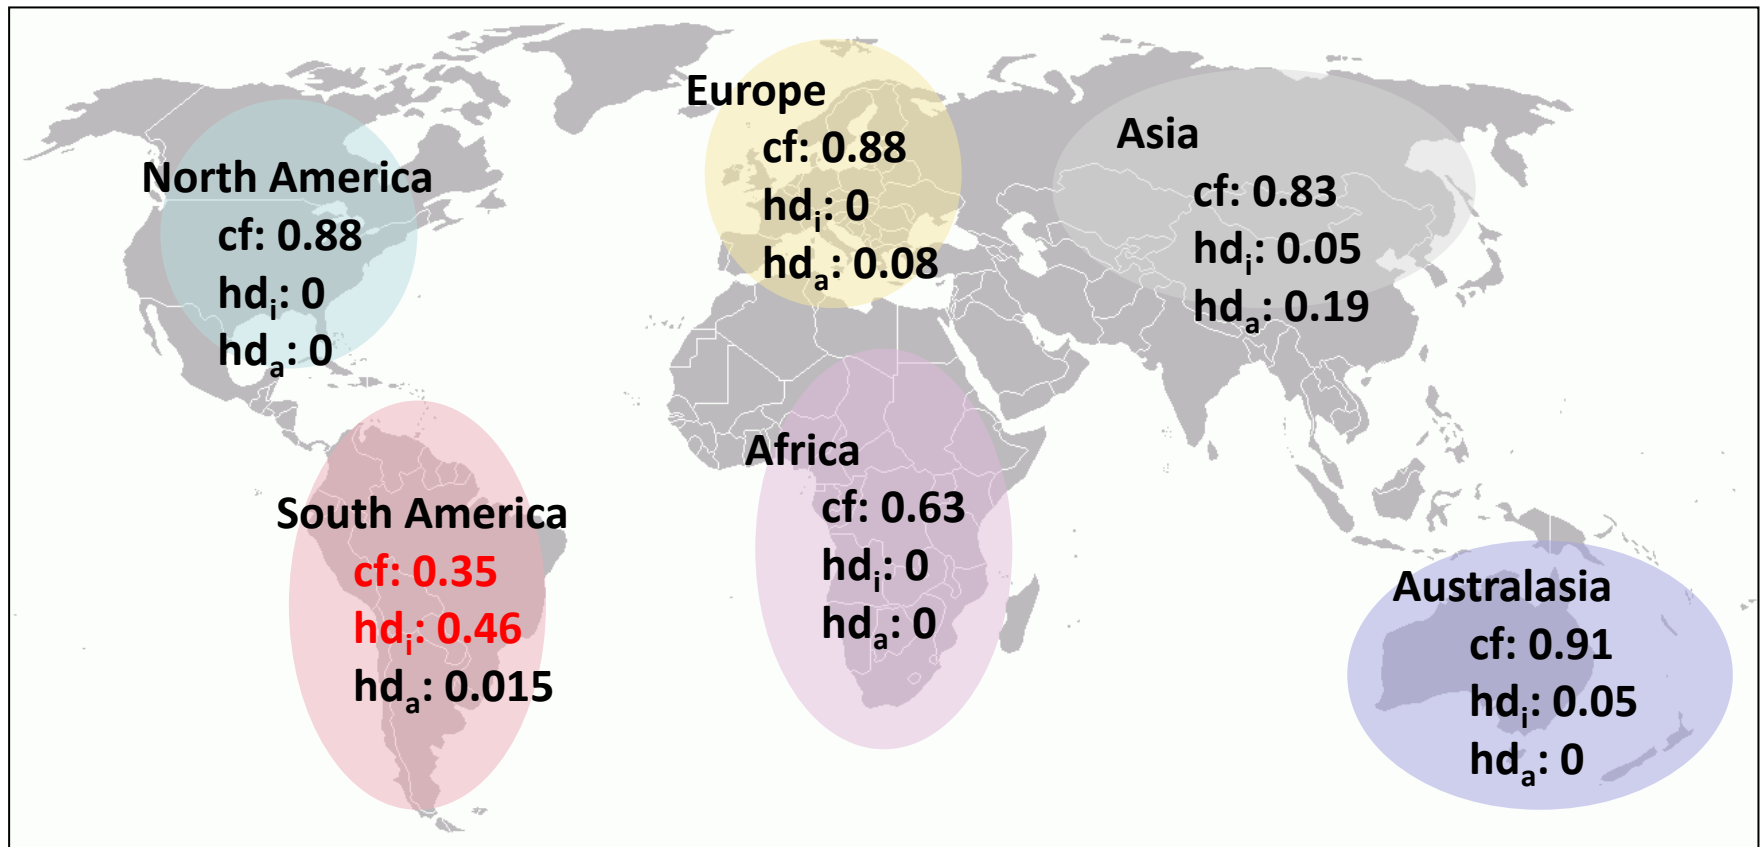 North America
cf: 0.88
hdᵢ: 0
hdₐ: 0
Europe
cf: 0.88
hdᵢ: 0
hdₐ: 0.08
Asia
cf: 0.83
hdᵢ: 0.05
hdₐ: 0.19
South America
cf: 0.35
hdᵢ: 0.46
hdₐ: 0.015
Africa
cf: 0.63
hdᵢ: 0
hdₐ: 0
Australasia
cf: 0.91
hdᵢ: 0.05
hdₐ: 0